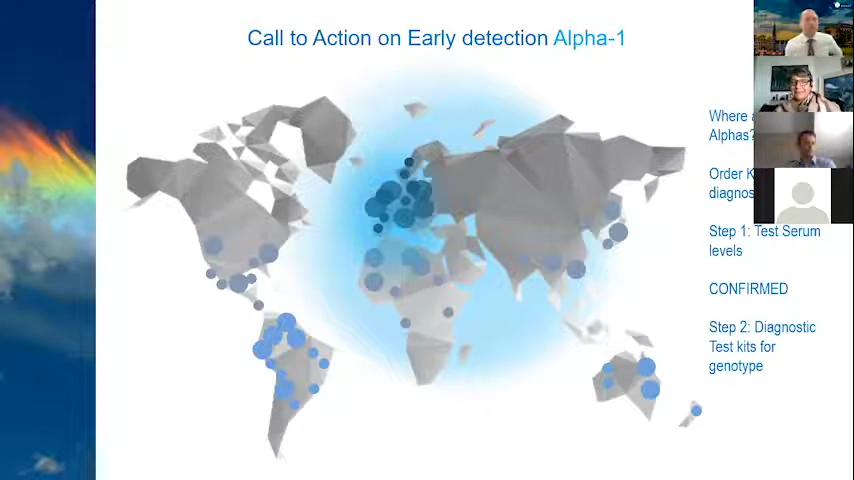 Call to Action on Early detection Alpha-1
Where
Alphas?
Order
diagnos
Step 1: Test Serum
levels
CONFIRMED
Step 2: Diagnostic
Test kits for
genotype